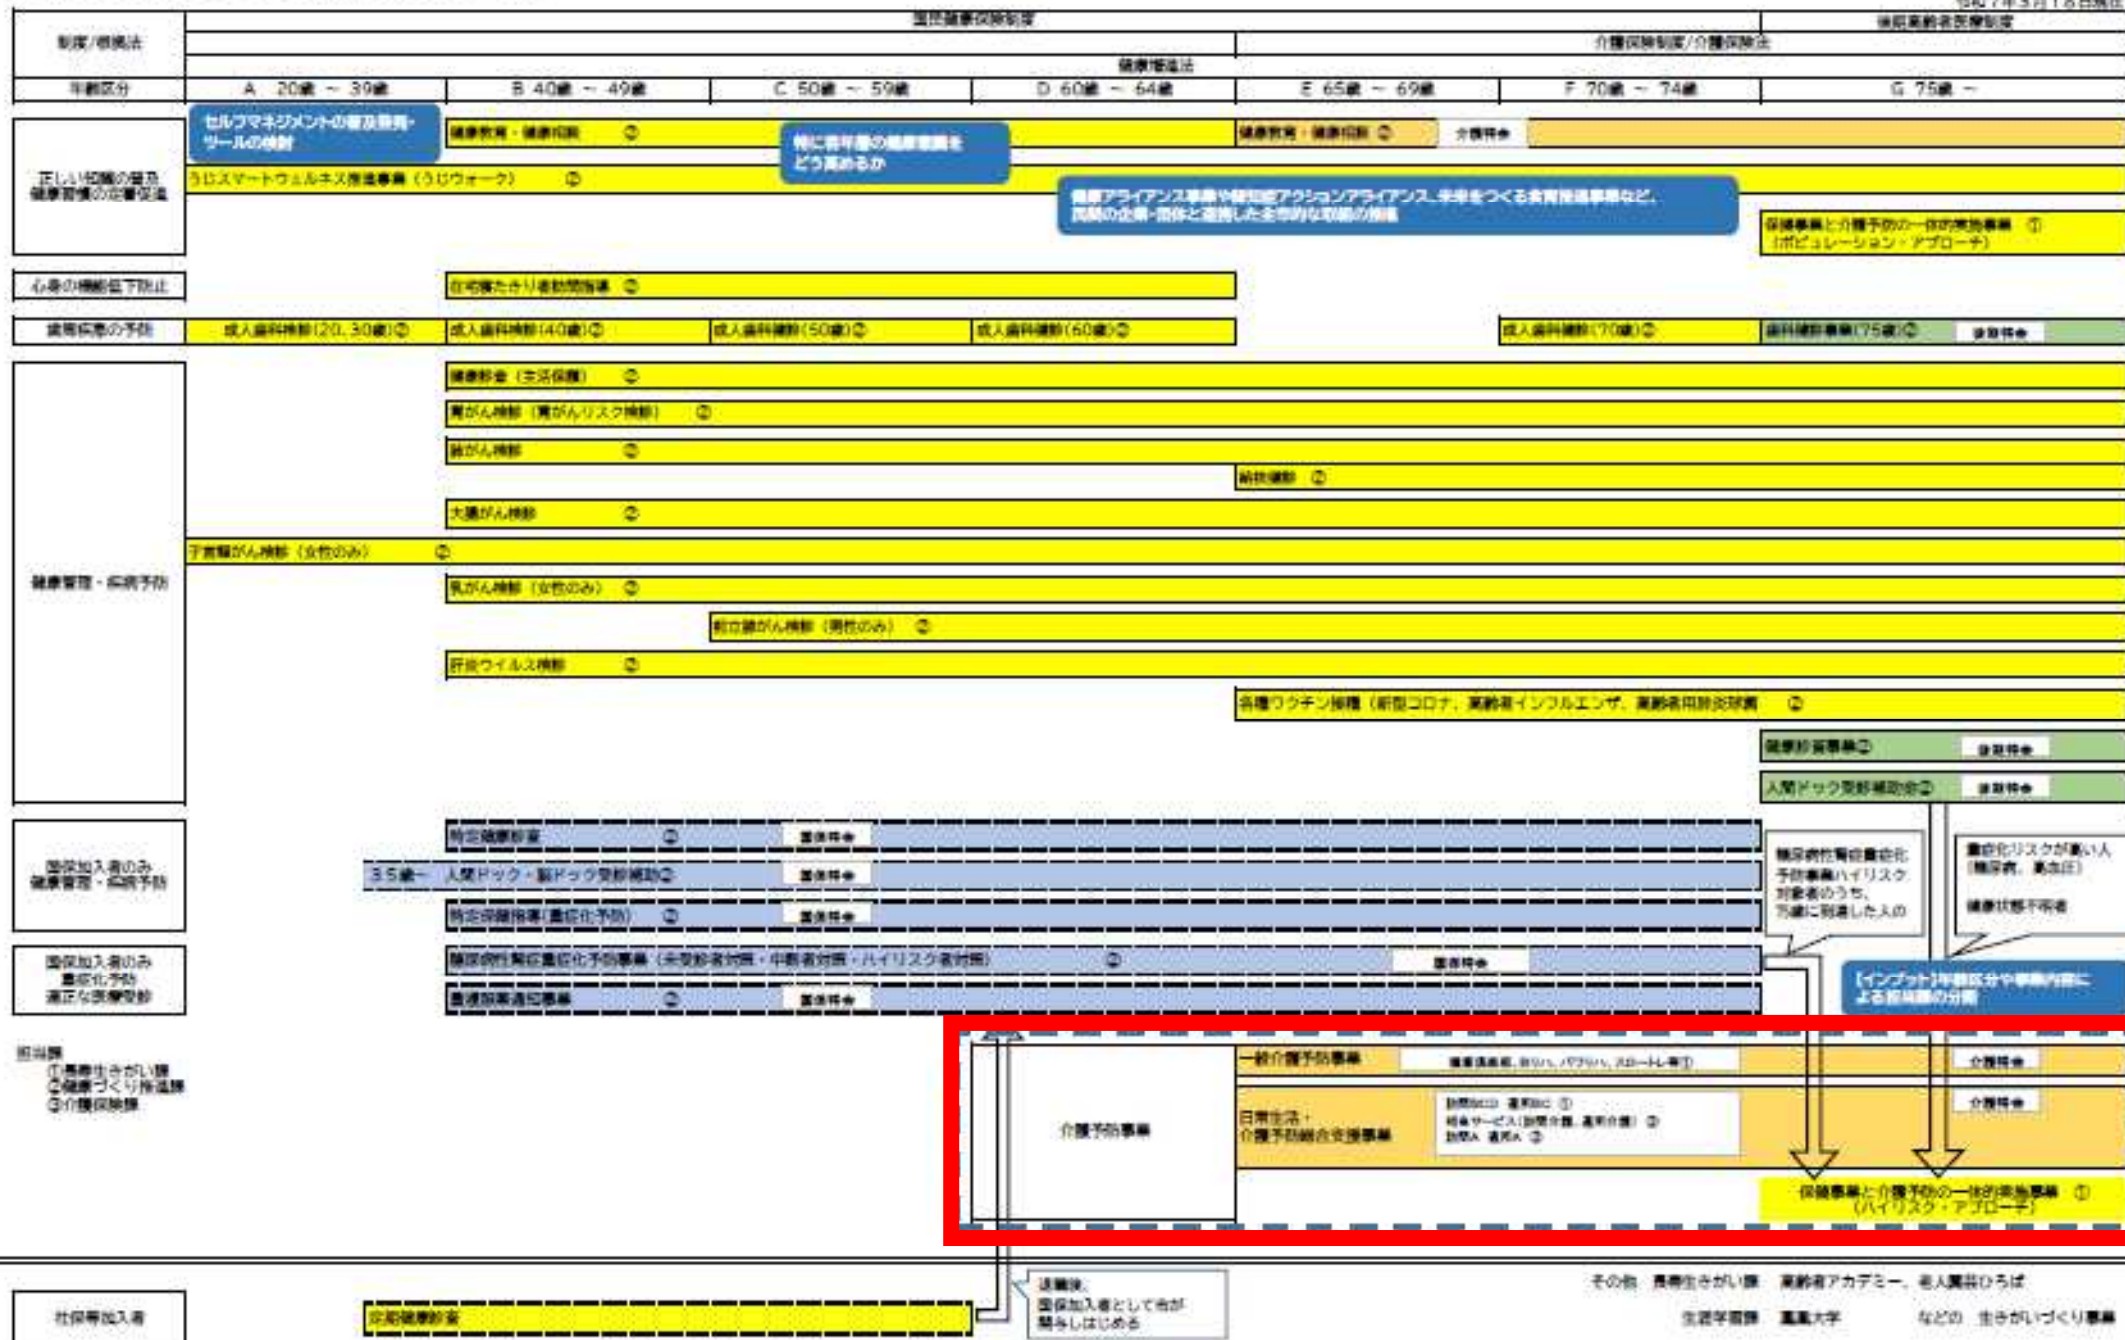 令和7年3月18日現在
制度/根拠法
国民健康保険制度
後期高齢者医療制度
介護保険制度/介護保険法
健康増進法
年齢区分
A 20歳 ~ 39歳
B 40歳 ~ 49歳
C 50歳 ~ 59歳
D 60歳 ~ 64歳
E 65歳 ~ 69歳
F 70歳 ~ 74歳
G 75歳 ~
正しい知識の普及
健康習慣の定着促進
セルフマネジメントの普及啓発・
ツールの検討
健康教育・健康相談 ②
特に若年層の健康意識を
どう高めるか
健康教育・健康相談 ②
介護特会
うじスマートウェルネス推進事業(うじウォーク) ②
健康アライアンス事業や認知症アクションアライアンス、未来をつくる食育推進事業など、
民間の企業・団体と連携した全市的な取組の推進
保健事業と介護予防の一体的実施事業 ①
(ポピュレーション・アプローチ)
心身の機能低下防止
在宅寝たきり者訪問指導 ②
歯周疾患の予防
成人歯科検診(20、30歳)②
成人歯科健診(40歳)②
成人歯科健診(50歳)②
成人歯科健診(60歳)②
成人歯科健診(70歳)②
歯科健診事業(75歳)②
後期特会
健康管理・疾病予防
健康診査(生活保護) ②
胃がん検診(胃がんリスク検診) ②
肺がん検診 ②
結核健診 ②
大腸がん検診 ②
子宮頸がん検診(女性のみ) ②
乳がん検診(女性のみ) ②
前立腺がん検診(男性のみ) ②
肝炎ウイルス検診 ②
各種ワクチン接種(新型コロナ、高齢者インフルエンザ、高齢者用肺炎球菌 ②
健康診査事業②
後期特会
人間ドック受診補助金②
後期特会
国保加入者のみ
健康管理・疾病予防
特定健康診査 ②
国保特会
35歳~ 人間ドック・脳ドック受診補助②
国保特会
特定保健指導(重症化予防) ②
国保特会
糖尿病性腎症重症化
予防事業ハイリスク
対象者のうち、
75歳に到達した人の
重症化リスクが高い人
(糖尿病、高血圧)
健康状態不明者
国保加入者のみ
重症化予防
適正な医療受診
糖尿病性腎症重症化予防事業(未受診者対策・中断者対策・ハイリスク者対策) ②
国保特会
重複服薬通知事業 ②
国保特会
【インプット】年齢区分や事業内容に
よる担当課の分断
担当課
①長寿生きがい課
②健康づくり推進課
③介護保険課
介護予防事業
一般介護予防事業
介護特会
日常生活・
介護予防総合支援事業
介護特会
保健事業と介護予防の一体的実施事業 ①
(ハイリスク・アプローチ)
社保等加入者
定期健康診査
退職後、
国保加入者として市が
関与しはじめる
その他 長寿生きがい課 高齢者アカデミー、老人園芸ひろば
生涯学習課 などの 生きがいづくり事業